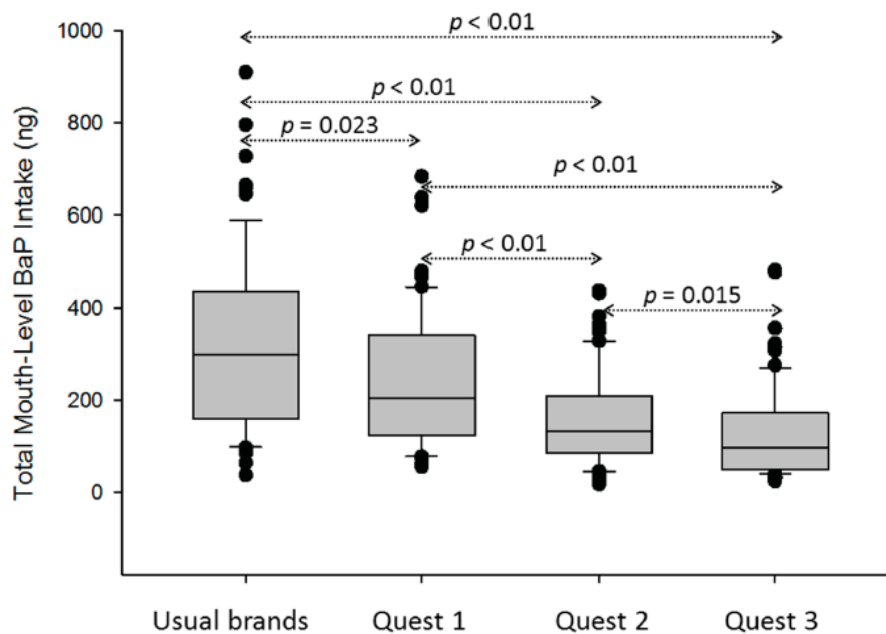 1000
p < 0.01
p < 0.01
800
p = 0.023
p < 0.01
600
p < 0.01
p = 0.015
400
200
0
Total Mouth-Level BaP Intake (ng)
Usual brands Quest 1 Quest 2 Quest 3